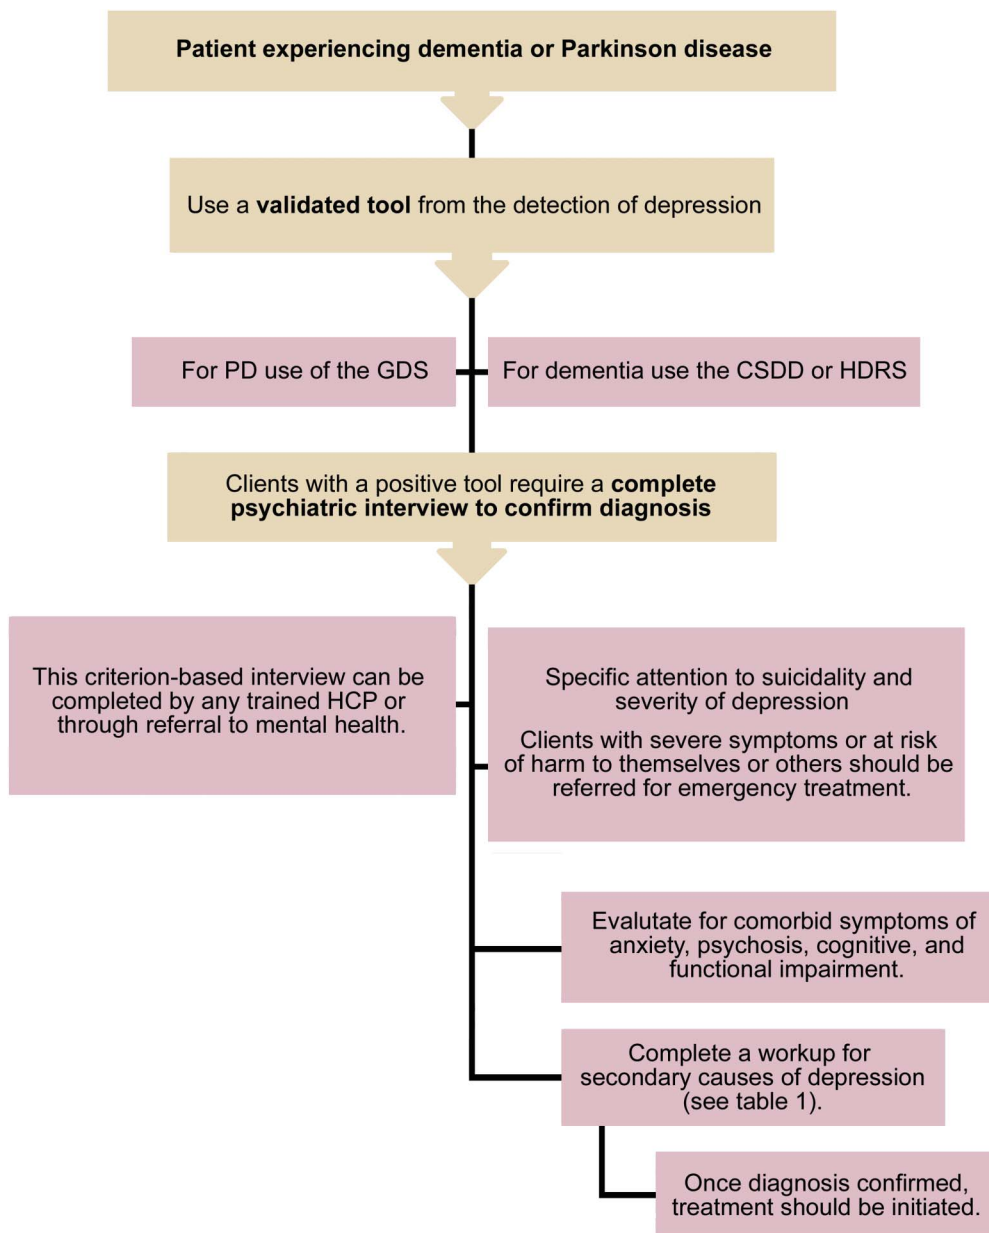 Patient experiencing dementia or Parkinson disease
Use a validated tool from the detection of depression
For PD use of the GDS
For dementia use the CSDD or HDRS
Clients with a positive tool require a complete
psychiatric interview to confirm diagnosis
This criterion-based interview can be
completed by any trained HCP or
through referral to mental health.
Specific attention to suicidality and
severity of depression
Clients with severe symptoms or at risk
of harm to themselves or others should be
referred for emergency treatment.
Evalutate for comorbid symptoms of
anxiety, psychosis, cognitive, and
functional impairment.
Complete a workup for
secondary causes of depression
(see table 1).
Once diagnosis confirmed,
treatment should be initiated.